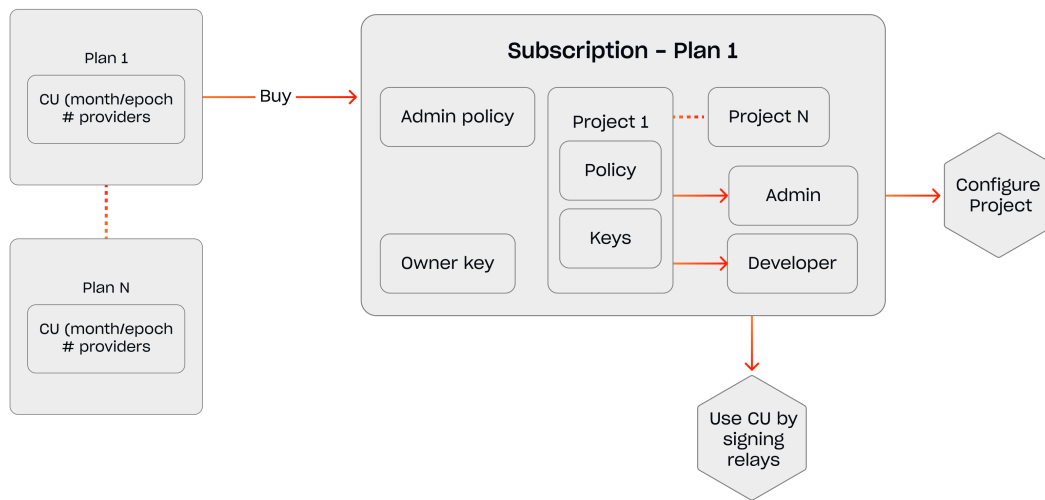 Plan 1
CU (month/epoch
# providers
Buy
Subscription – Plan 1
Admin policy
Project 1
Policy
Keys
Project N
Admin
Owner key
Developer
Configure
Project
Plan N
CU (month/epoch
# providers
Use CU by
signing
relays